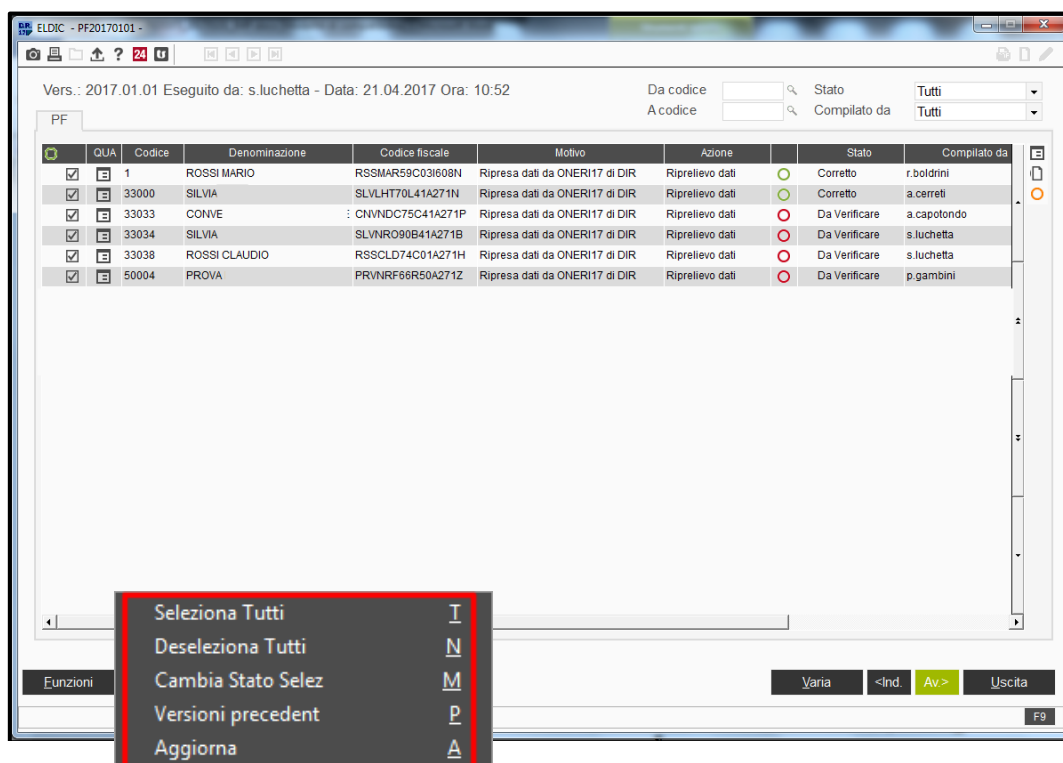 D.R. 17B ELDIC - PF20170101 -
? 24
Vers.: 2017.01.01 Eseguito da: s.luchetta - Data: 21.04.2017 Ora: 10:52
Da codice Stato Tutti
A codice Compilato da Tutti
PF
QUA Codice Denominazione Codice fiscale Motivo Azione Stato Compilato da
1 ROSSI MARIO RSSMAR59C03I608N Ripresa dati da ONERI17 di DIR Riprelievo dati Corretto r.boldrini
33000 SILVIA SLVLHT70L41A271N Ripresa dati da ONERI17 di DIR Riprelievo dati Corretto a.cerreti
33033 CONVE : CNVNDC75C41A271P Ripresa dati da ONERI17 di DIR Riprelievo dati Da Verificare a.capotondo
33034 SILVIA SLVNRO90B41A271B Ripresa dati da ONERI17 di DIR Riprelievo dati Da Verificare s.luchetta
33038 ROSSI CLAUDIO RSSCLD74C01A271H Ripresa dati da ONERI17 di DIR Riprelievo dati Da Verificare s.luchetta
50004 PROVA PRVNRF66R50A271Z Ripresa dati da ONERI17 di DIR Riprelievo dati Da Verificare p.gambini
Seleziona Tutti T
Deseleziona Tutti N
Cambia Stato Selez M
Versioni precedent P
Aggiorna A
Funzioni Varia <Ind. Av.> Uscita
F9